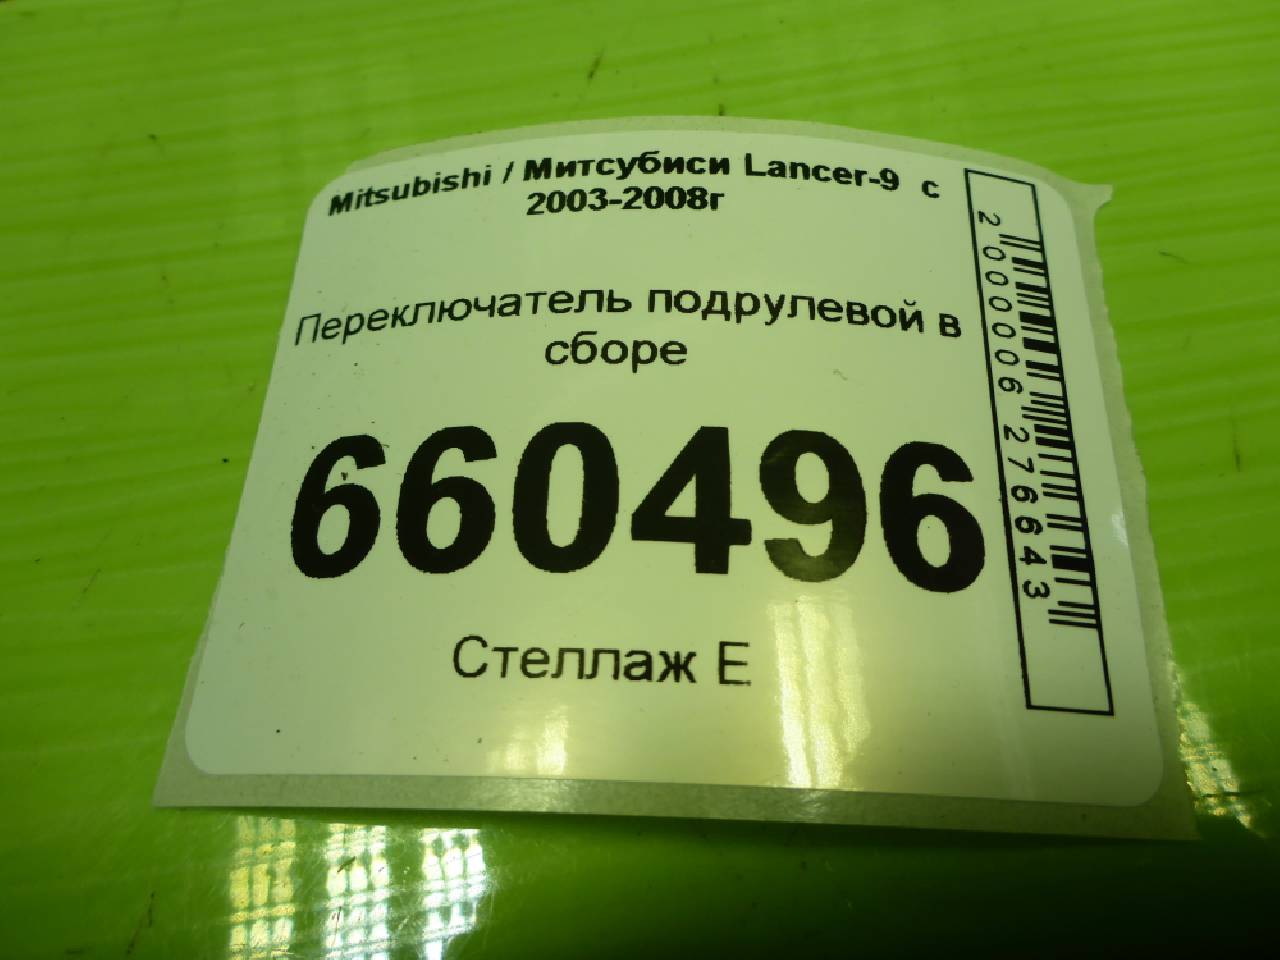 Mitsubishi / Митсубиси Lancer-9 с
2003-2008г
Переключатель подрулевой в
сборе
660496
Стеллаж Е
2000006276643